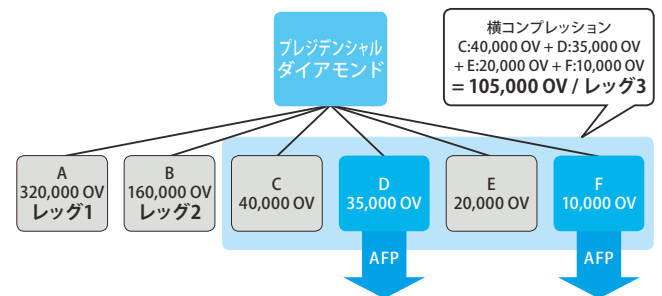 プレジデンシャル
ダイアモンド
横コンプレッション
C:40,000 OV + D:35,000 OV
+ E:20,000 OV + F:10,000 OV
= 105,000 OV / レッグ3
A
320,000 OV
レッグ1
B
160,000 OV
レッグ2
C
40,000 OV
D
35,000 OV
E
20,000 OV
F
10,000 OV
AFP
AFP